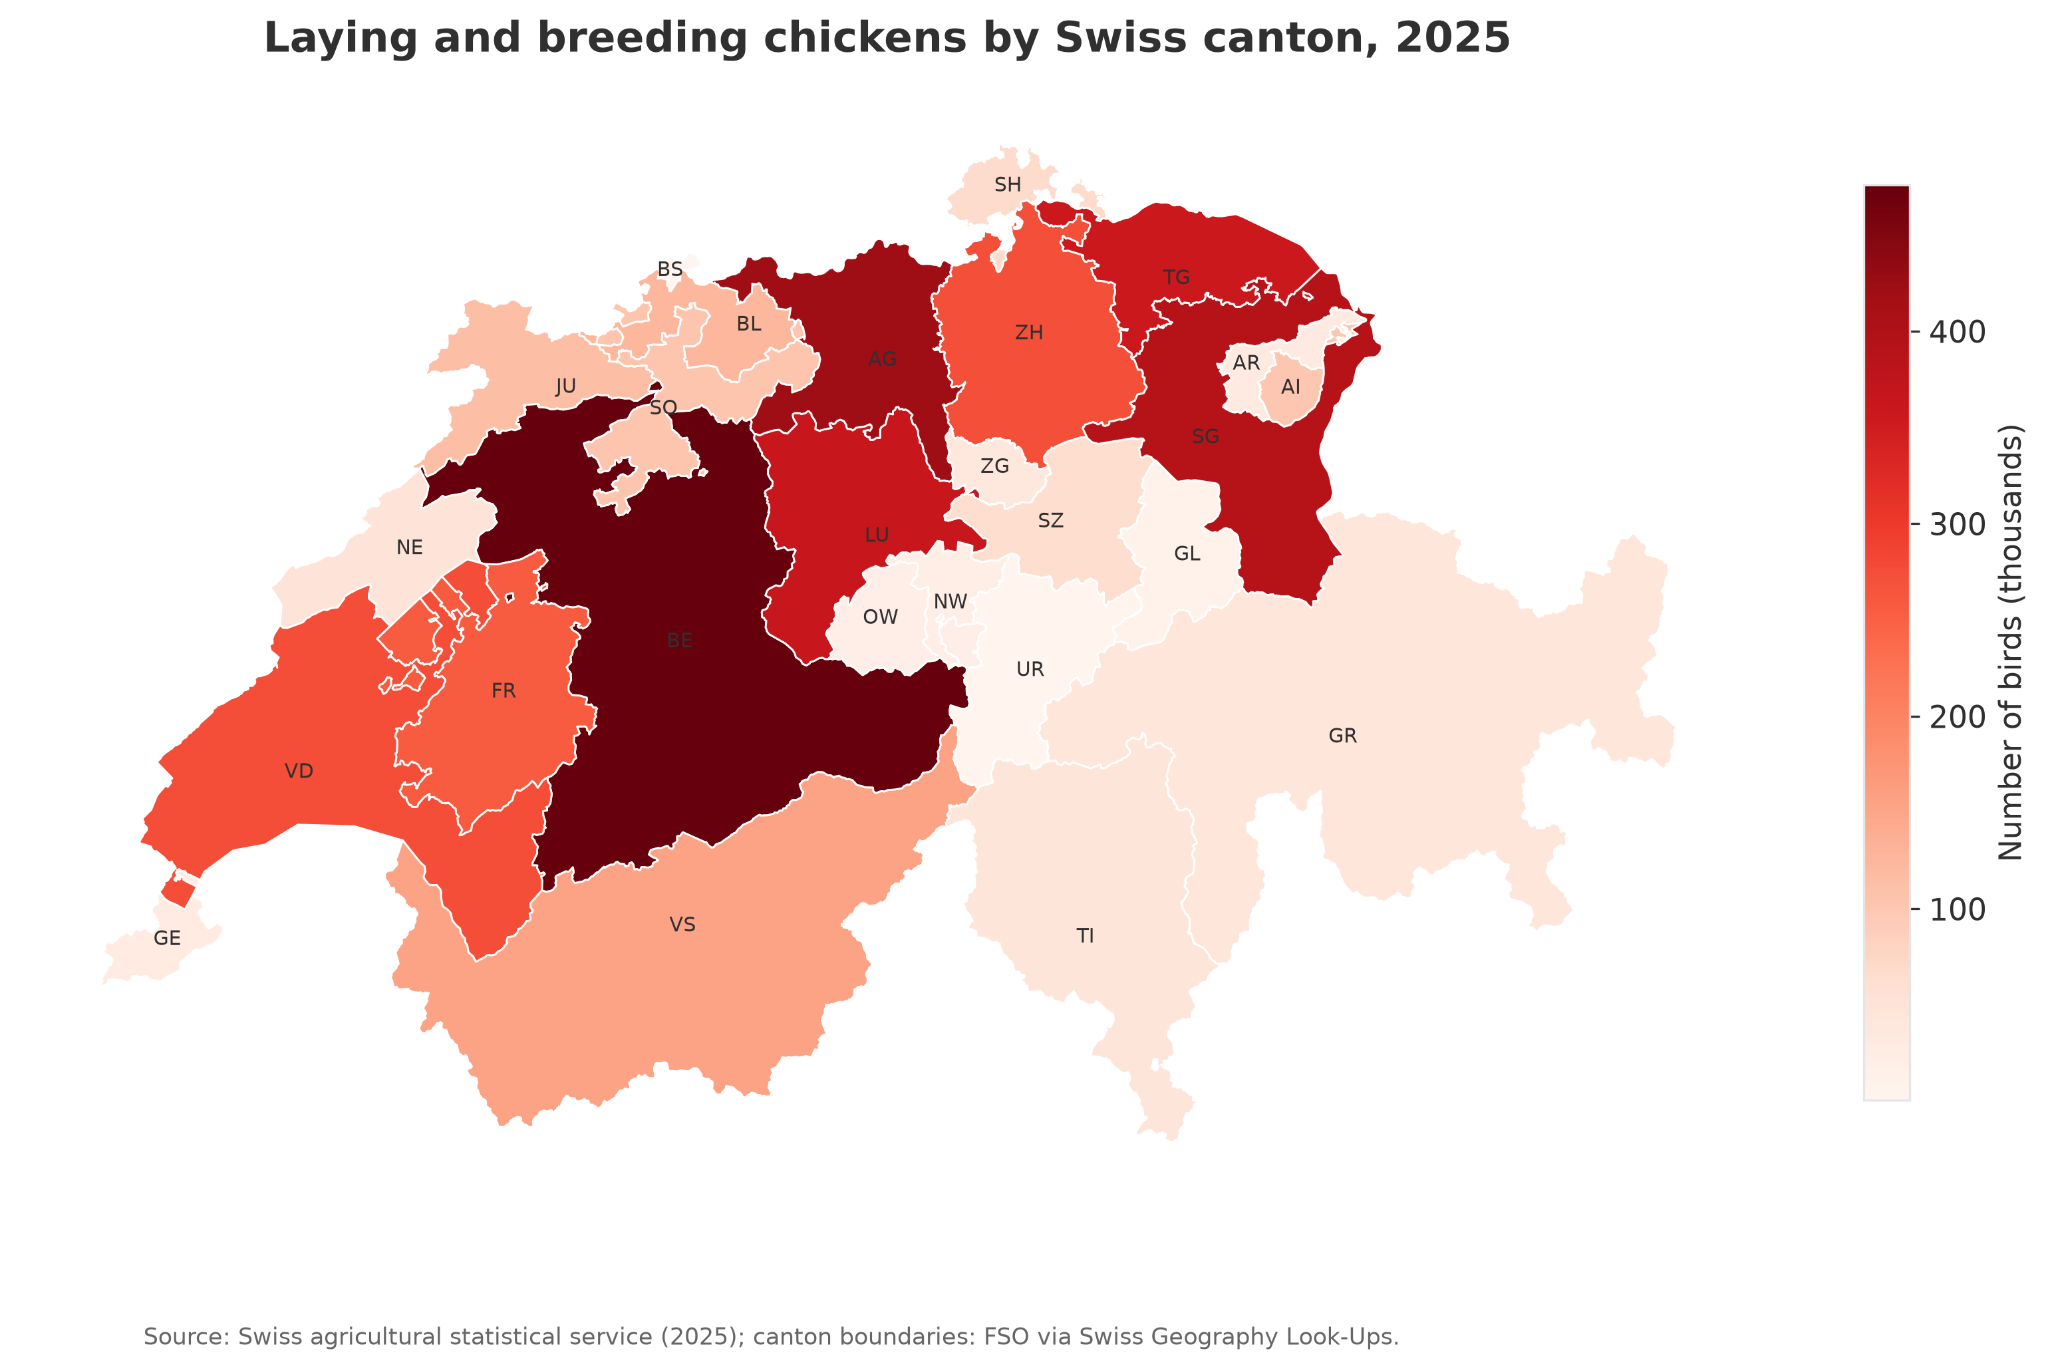 Laying and breeding chickens by Swiss canton, 2025
SH
BS
TG
BL
ZH
AG
AR
JU
AI
SO
SG
ZG
SZ
LU
NE
GL
NW
OW
BE
UR
FR
GR
VD
VS
TI
GE
400
300
200
100
Number of birds (thousands)
Source: Swiss agricultural statistical service (2025); canton boundaries: FSO via Swiss Geography Look-Ups.